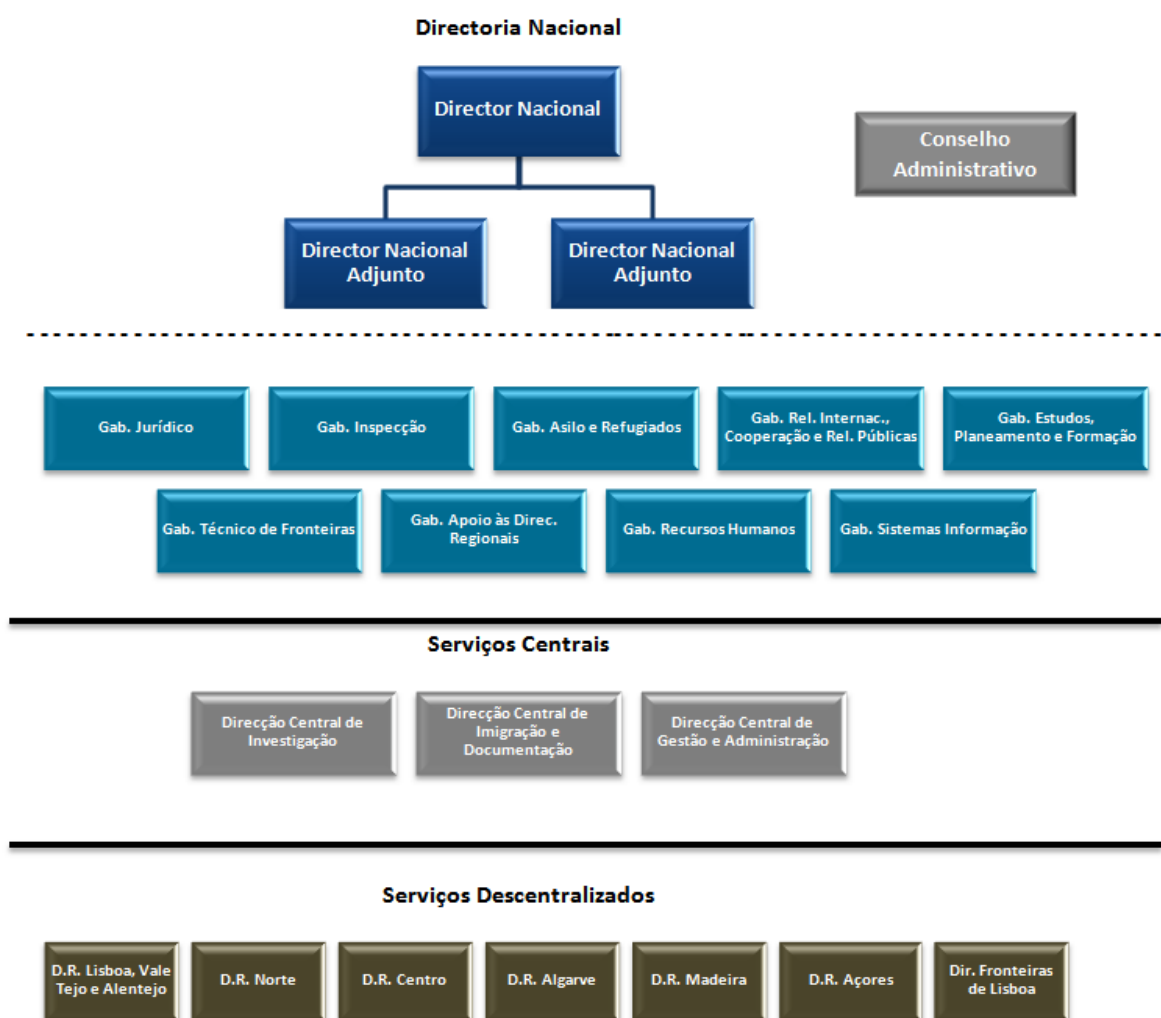 Directoria Nacional
Director Nacional
Conselho
Administrativo
Director Nacional
Adjunto
Director Nacional
Adjunto
Gab. Jurídico
Gab. Inspecção
Gab. Asilo e Refugiados
Gab. Rel. Internac.,
Cooperação e Rel. Públicas
Gab. Estudos,
Planeamento e Formação
Gab. Técnico de Fronteiras
Gab. Apoio às Direc.
Regionais
Gab. Recursos Humanos
Gab. Sistemas Informação
Serviços Centrais
Direcção Central de
Investigação
Direcção Central de
Imigração e
Documentação
Direcção Central de
Gestão e Administração
Serviços Descentralizados
D.R. Lisboa, Vale
Tejo e Alentejo
D.R. Norte
D.R. Centro
D.R. Algarve
D.R. Madeira
D.R. Açores
Dir. Fronteiras
de Lisboa